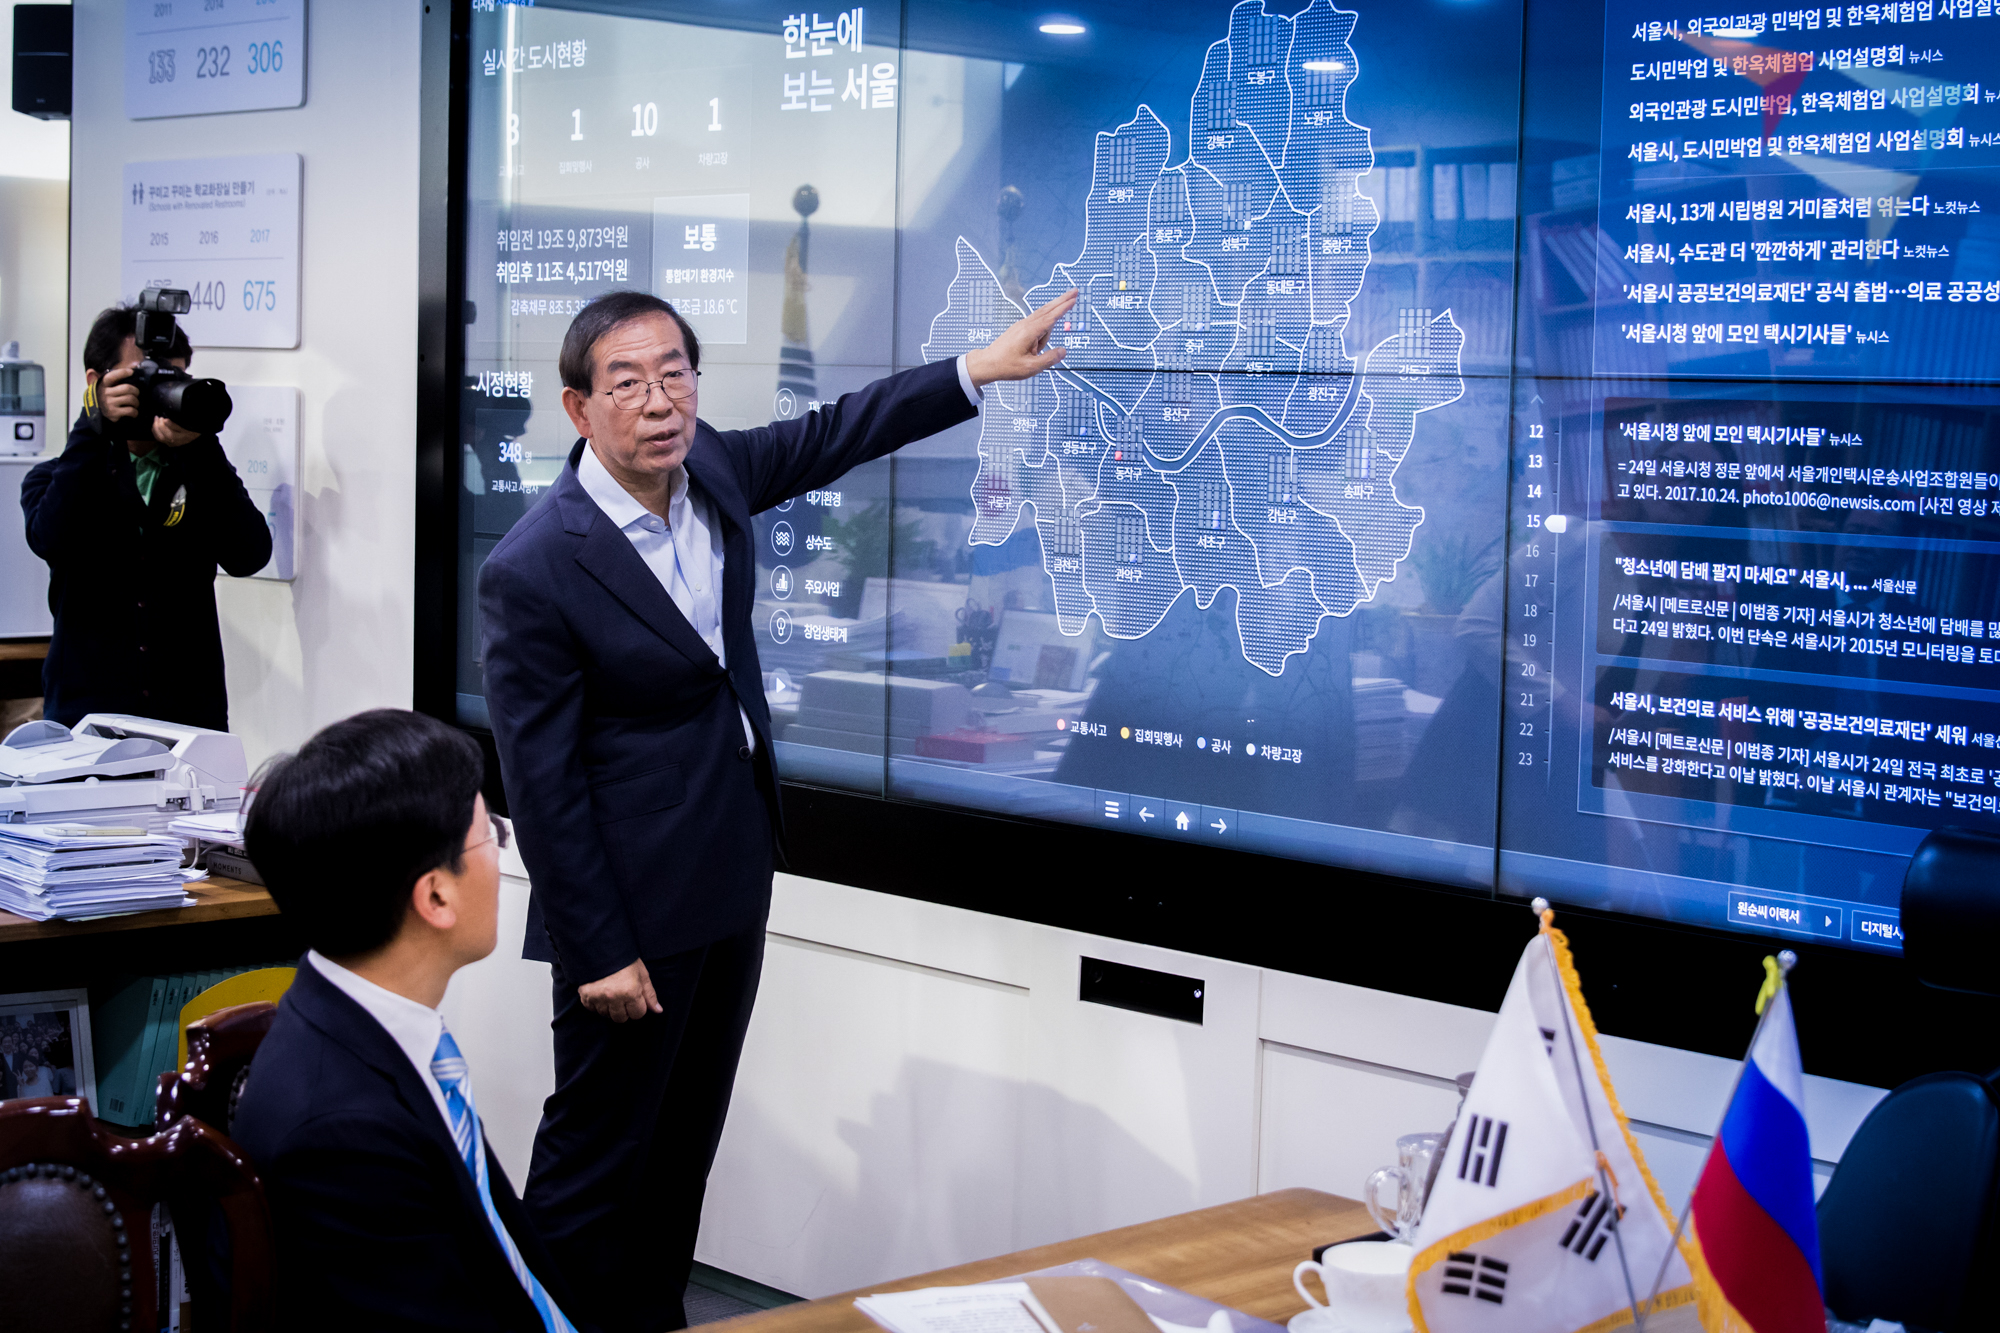 2011 2014
133 232 306
꾸미고 꾸미는 학교화장실 만들기
(Schools with Renovated Restrooms)
2015 2016 2017
440 675
2018
실시간 도시현황
1 10 1
집회및행사 공사 차량고장
취임전 19조 9,873억원
취임후 11조 4,517억원
감축채무 8조
보통
통합대기 환경지수
18.6 °C
시정현황
348 명
교통사고 사망자
한눈에
보는 서울
대기환경
상수도
주요사업
창업생태계
도봉구
노원구
강북구
은평구
종로구
성북구
중랑구
서대문구
동대문구
강서구
마포구
중구
성동구
광진구
강동구
양천구
영등포구
용산구
동작구
구로구
금천구
관악구
서초구
강남구
송파구
교통사고 집회및행사 공사 차량고장
서울시, 외국인관광 민박업 및 한옥체험업 사업설명
도시민박업 및 한옥체험업 사업설명회 뉴시스
외국인관광 도시민박업, 한옥체험업 사업설명회
서울시, 도시민박업 및 한옥체험업 사업설명회 뉴시스
서울시, 13개 시립병원 거미줄처럼 엮는다 노컷뉴스
서울시, 수도관 더 '깐깐하게' 관리한다 노컷뉴스
'서울시 공공보건의료재단' 공식 출범…의료 공공성
'서울시청 앞에 모인 택시기사들' 뉴시스
12
13
14
15
16
17
18
19
20
21
22
23
'서울시청 앞에 모인 택시기사들' 뉴시스
= 24일 서울시청 정문 앞에서 서울개인택시운송사업조합원들이
고 있다. 2017.10.24. photo1006@newsis.com [사진 영상
"청소년에 담배 팔지 마세요" 서울시, ... 서울신문
/서울시 [메트로신문 | 이범종 기자] 서울시가 청소년에 담배를
다고 24일 밝혔다. 이번 단속은 서울시가 2015년 모니터링을
서울시, 보건의료 서비스 위해 '공공보건의료재단' 세워
/서울시 [메트로신문 | 이범종 기자] 서울시가 24일 전국 최초로
서비스를 강화한다고 이날 밝혔다. 이날 서울시 관계자는
원순씨 이력서
MOMENTS